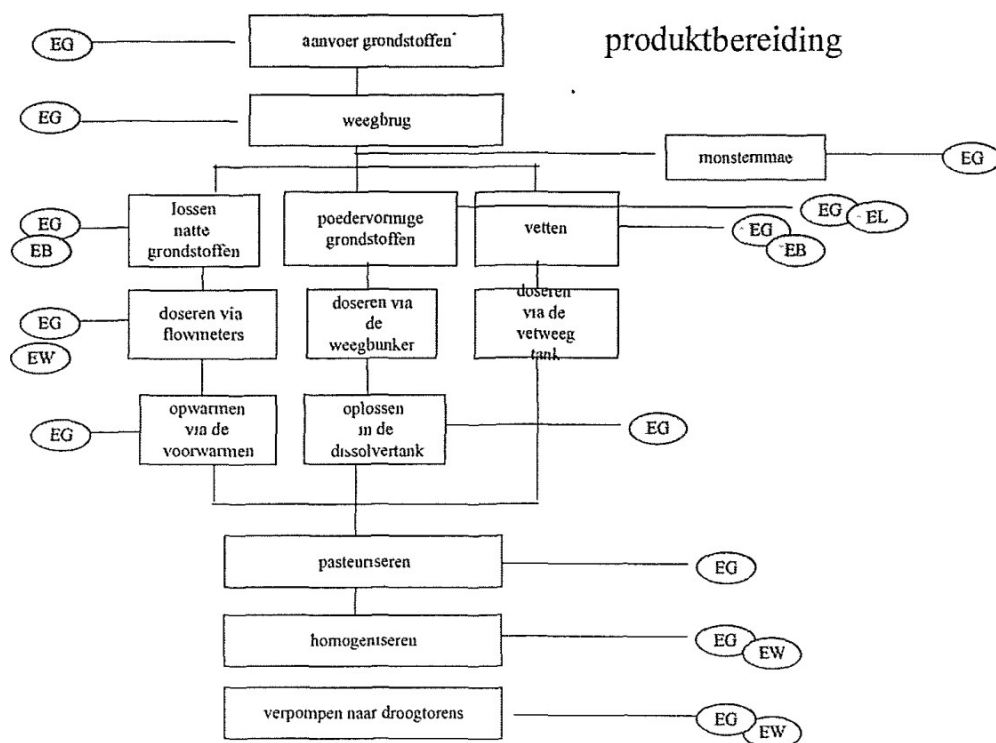 produktbereiding
EG
aanvoer grondstoffen
EG
weegbrug
monsternmae
EG
EG
EB
lossen
natte
grondstoffen
poedervormige
grondstoffen
vetten
EG
EL
EG
EB
EG
EW
doseren via
flowmeters
doseren via
de
weegbunker
doseren
via de
vetweeg
tank
EG
opwarmen
via de
voorwarmen
oplossen
in de
dissolvertank
EG
pasteuriseren
EG
homogeniseren
EG
EW
verpompen naar droogtorens
EG
EW